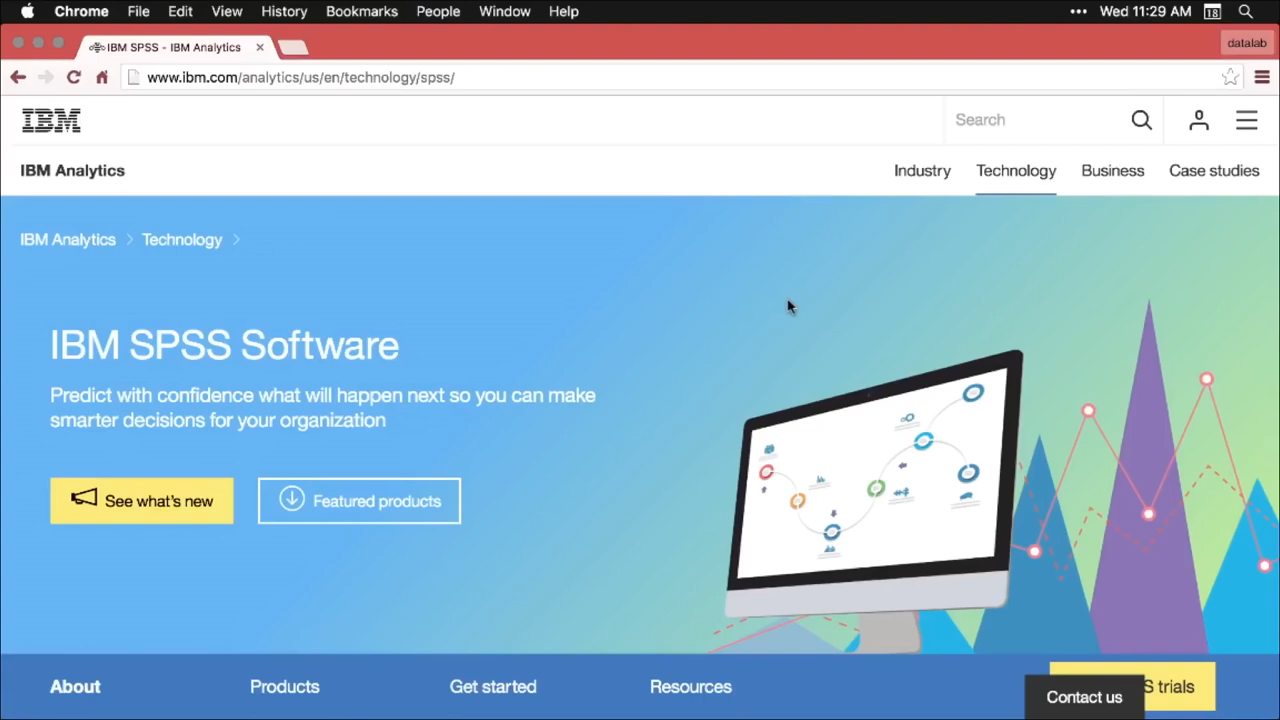 Chrome File Edit View History Bookmarks People Window Help ••• Wed 11:29 AM 18
IBM SPSS - IBM Analytics × datalab
www.ibm.com/analytics/us/en/technology/spss/
IBM Search
IBM Analytics Industry Technology Business Case studies
IBM Analytics > Technology >
IBM SPSS Software
Predict with confidence what will happen next so you can make
smarter decisions for your organization
See what's new Featured products
About Products Get started Resources Contact us S trials